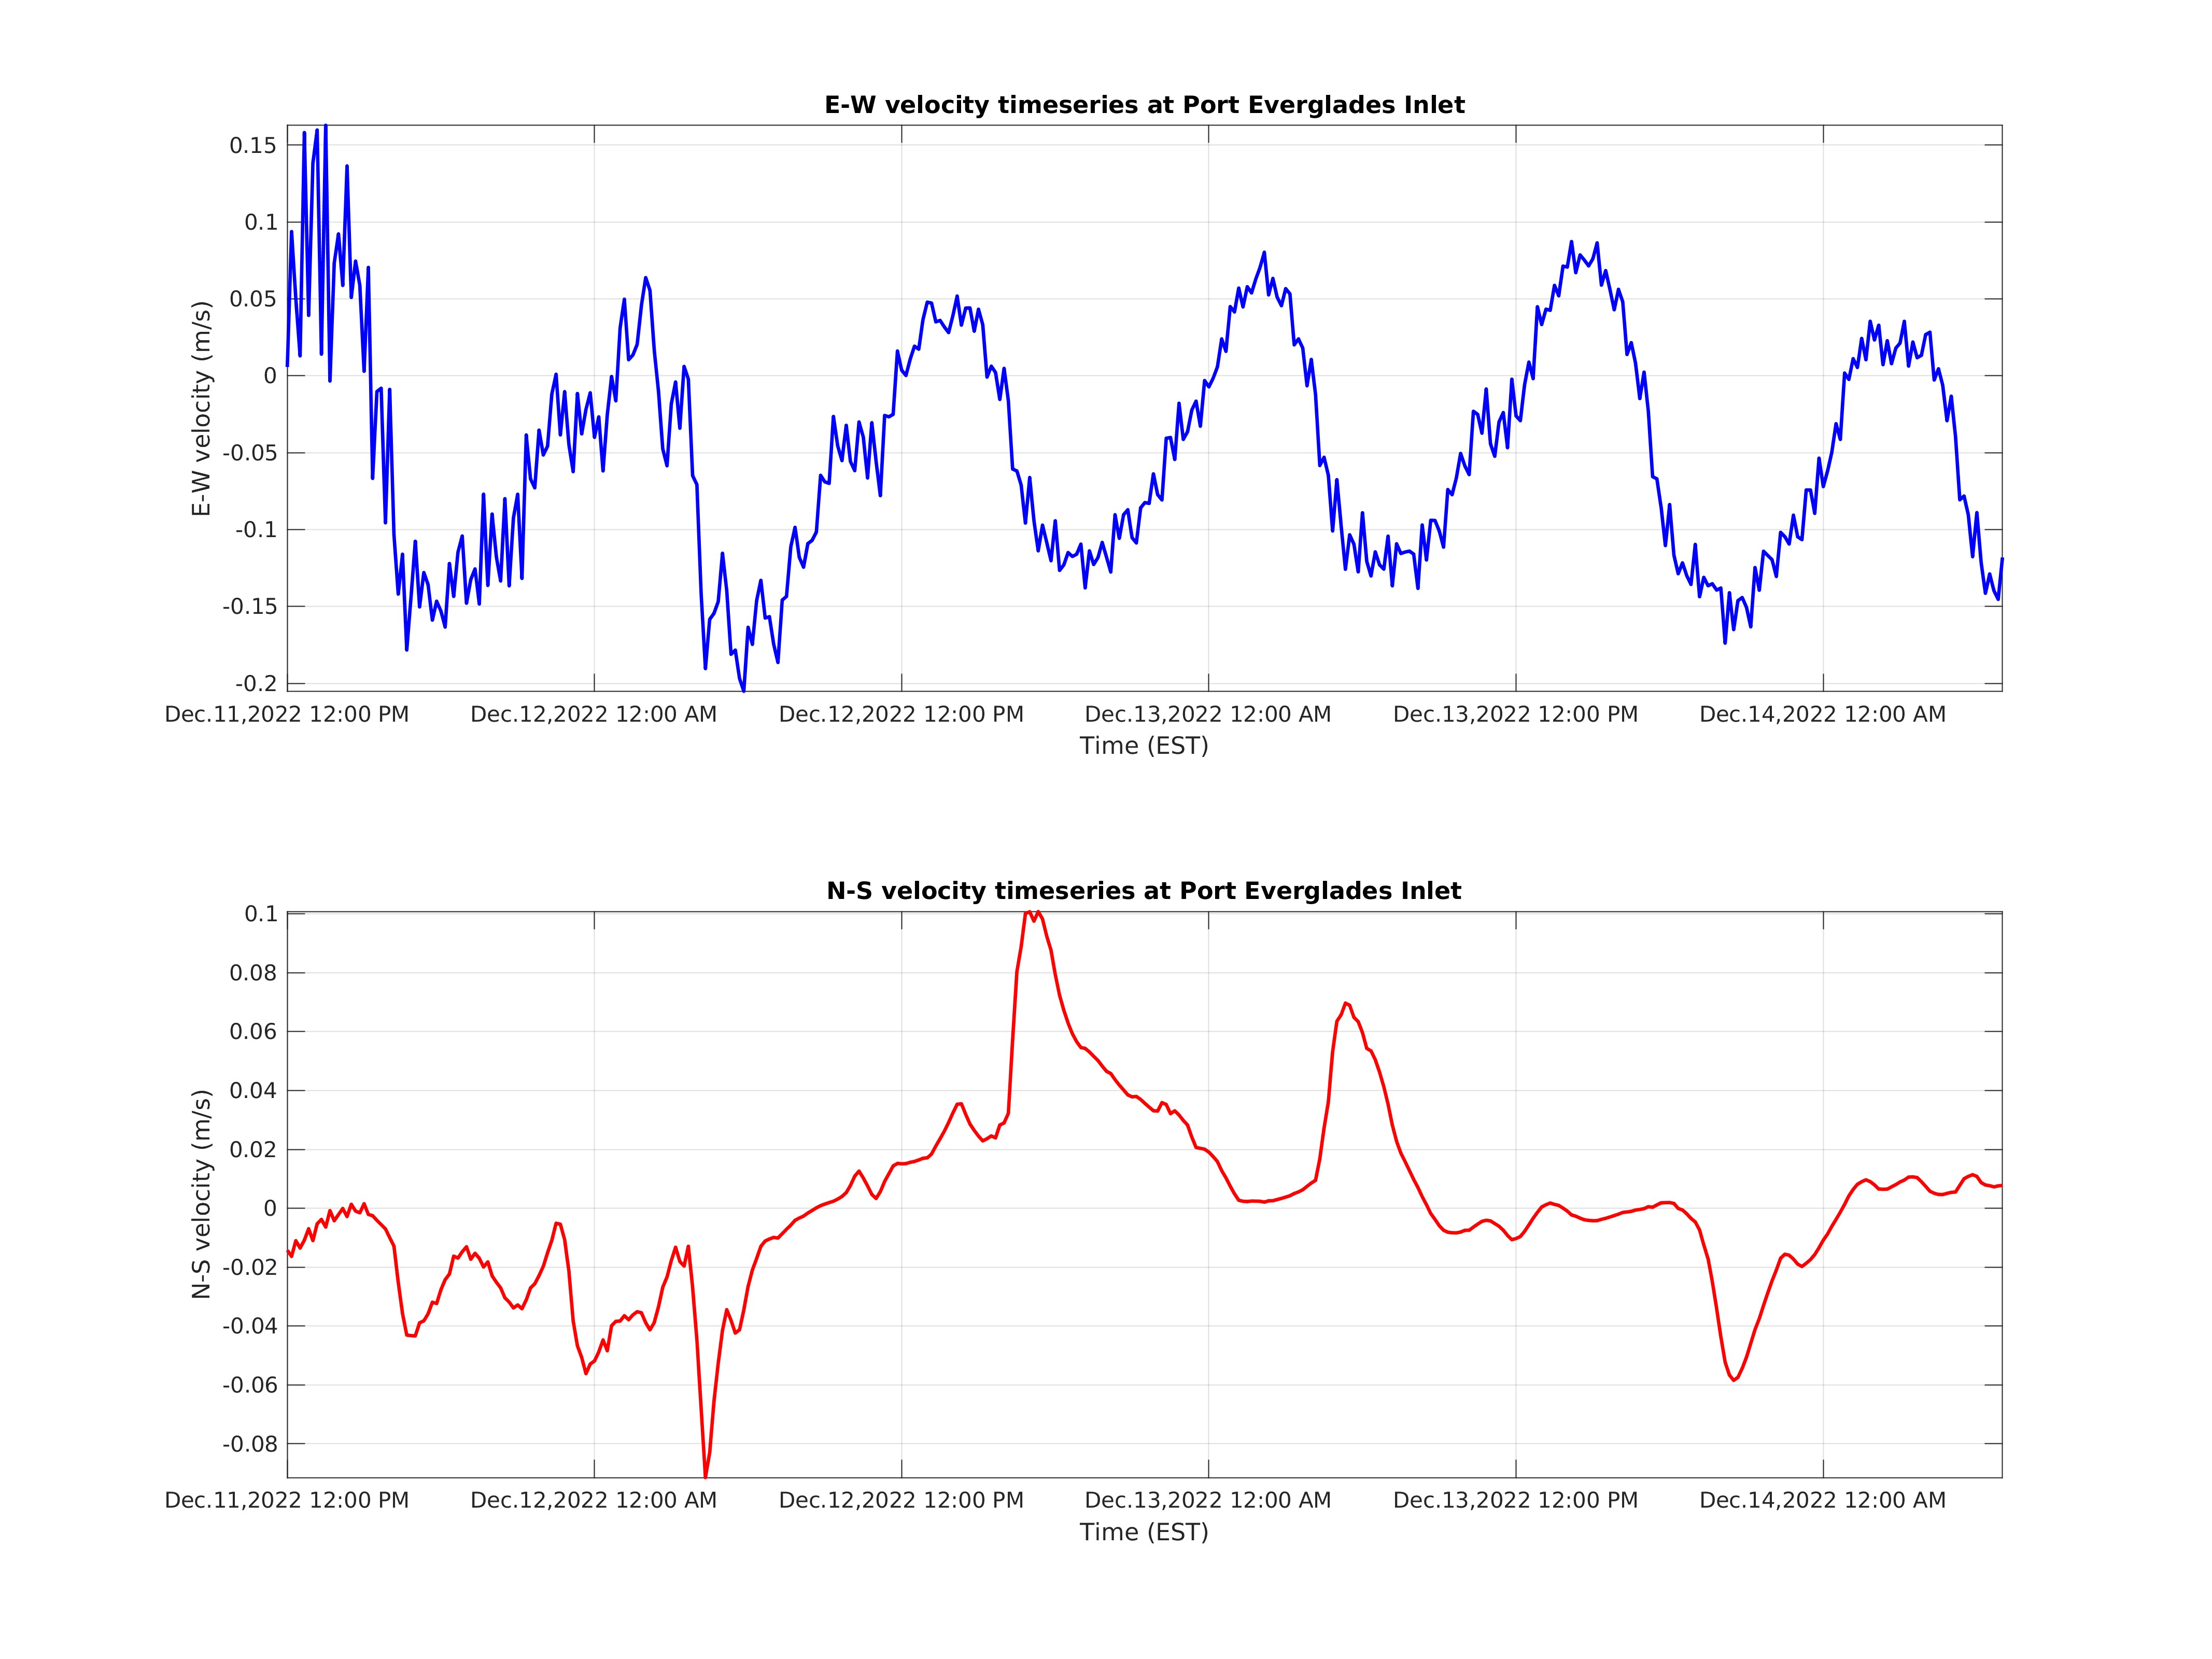 E-W velocity timeseries at Port Everglades Inlet
E-W velocity (m/s)
0.15
0.1
0.05
0
-0.05
-0.1
-0.15
-0.2
Dec.11,2022 12:00 PM
Dec.12,2022 12:00 AM
Dec.12,2022 12:00 PM
Dec.13,2022 12:00 AM
Dec.13,2022 12:00 PM
Dec.14,2022 12:00 AM
Time (EST)
N-S velocity timeseries at Port Everglades Inlet
N-S velocity (m/s)
0.1
0.08
0.06
0.04
0.02
0
-0.02
-0.04
-0.06
-0.08
Dec.11,2022 12:00 PM
Dec.12,2022 12:00 AM
Dec.12,2022 12:00 PM
Dec.13,2022 12:00 AM
Dec.13,2022 12:00 PM
Dec.14,2022 12:00 AM
Time (EST)